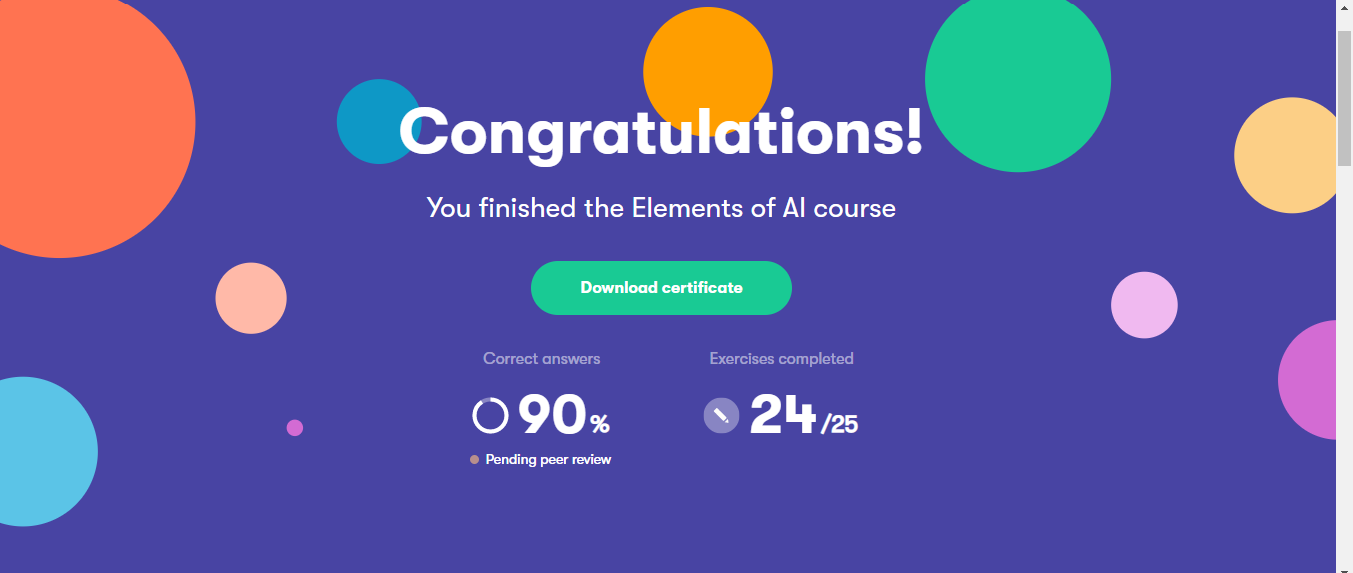 Congratulations!
You finished the Elements of AI course
Download certificate
Correct answers
Exercises completed
90%
24/25
Pending peer review